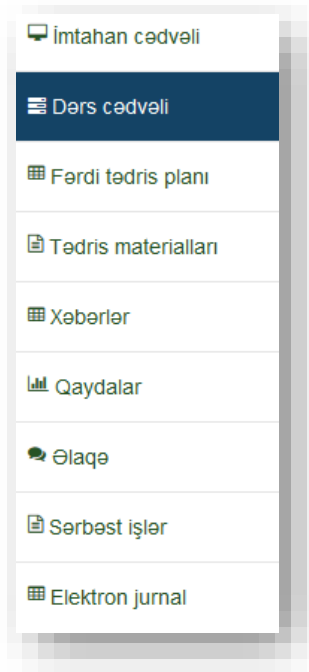 İmtahan cədvəli
Dərs cədvəli
Fərdi tədris planı
Tədris materialları
Xəbərlər
Qaydalar
Əlaqə
Sərbəst işlər
Elektron jurnal